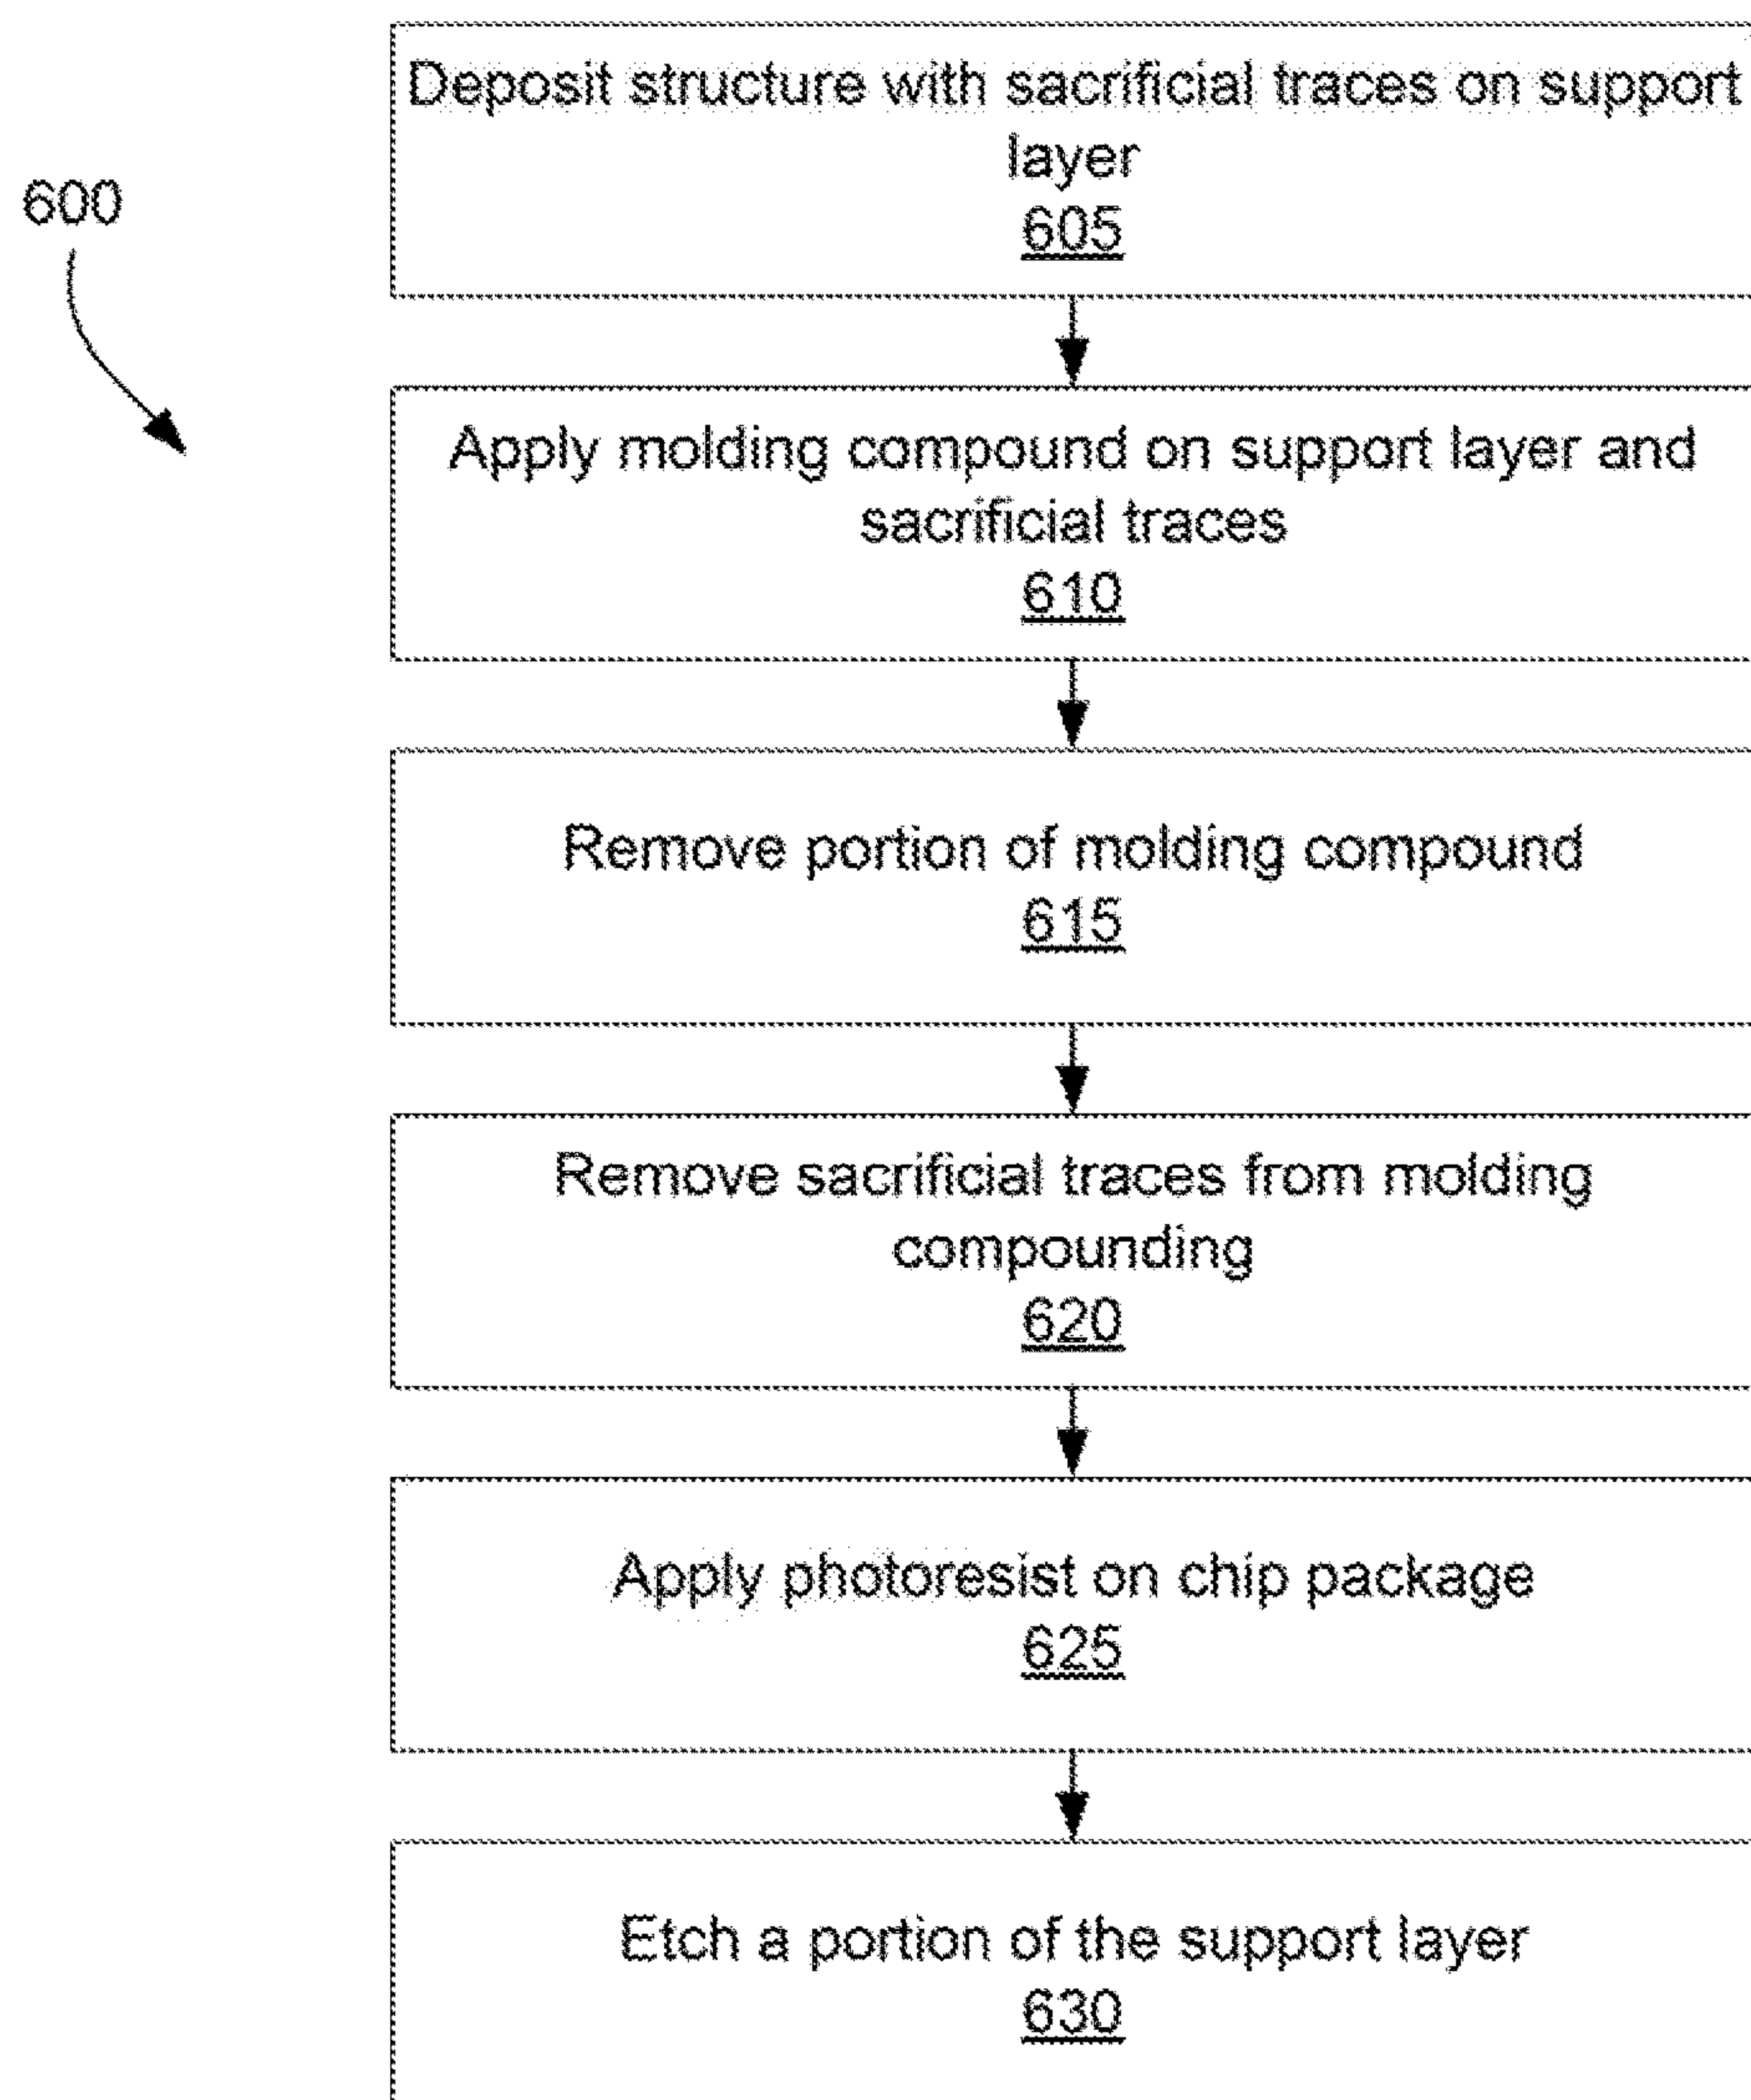 Deposit structure with sacrificial traces on support
layer
605
600
Apply molding compound on support layer and
sacrificial traces
610
Remove portion of molding compound
615
Remove sacrificial traces from molding
compounding
620
Apply photoresist on chip package
625
Etch a portion of the support layer
630